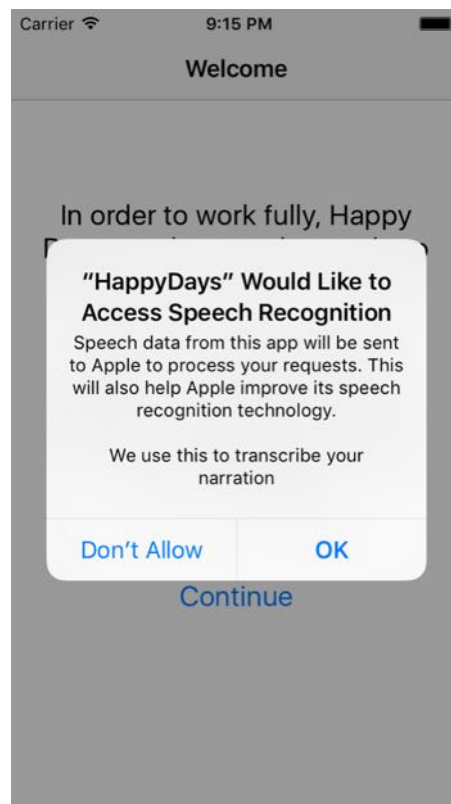 Carrier 9:15 PM
Welcome
In order to work fully, Happy
“HappyDays” Would Like to
Access Speech Recognition
Speech data from this app will be sent
to Apple to process your requests. This
will also help Apple improve its speech
recognition technology.
We use this to transcribe your
narration
Don’t Allow OK
Continue